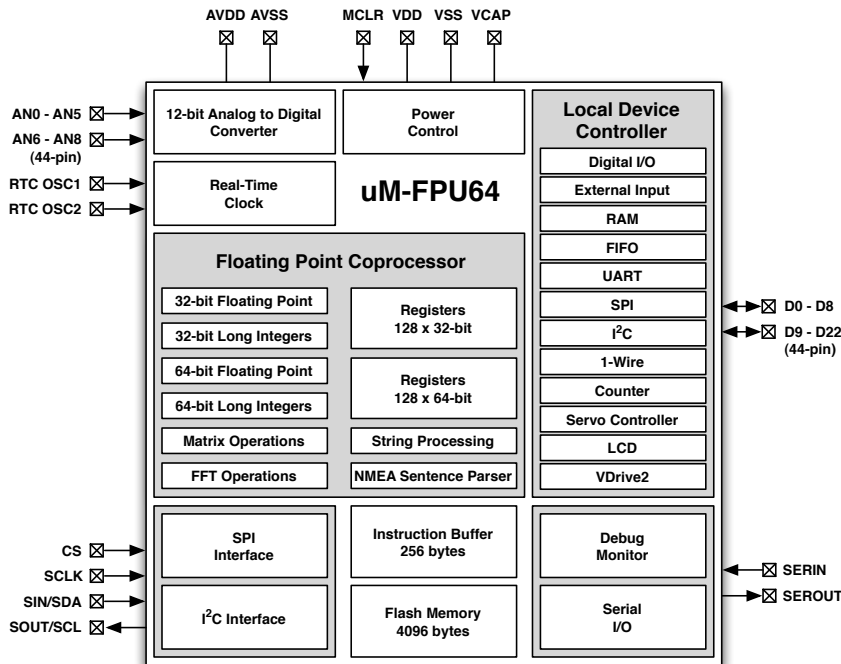 AVDD AVSS
MCLR VDD VSS VCAP
AN0 - AN5
AN6 - AN8
(44-pin)
RTC OSC1
RTC OSC2
12-bit Analog to Digital
Converter
Power
Control
Real-Time
Clock
uM-FPU64
Floating Point Coprocessor
32-bit Floating Point
32-bit Long Integers
64-bit Floating Point
64-bit Long Integers
Matrix Operations
FFT Operations
Registers
128 x 32-bit
Registers
128 x 64-bit
String Processing
NMEA Sentence Parser
Local Device
Controller
Digital I/O
External Input
RAM
FIFO
UART
SPI
I²C
1-Wire
Counter
Servo Controller
LCD
VDrive2
D0 - D8
D9 - D22
(44-pin)
CS
SCLK
SIN/SDA
SOUT/SCL
SPI
Interface
I²C Interface
Instruction Buffer
256 bytes
Flash Memory
4096 bytes
Debug
Monitor
Serial
I/O
SERIN
SEROUT